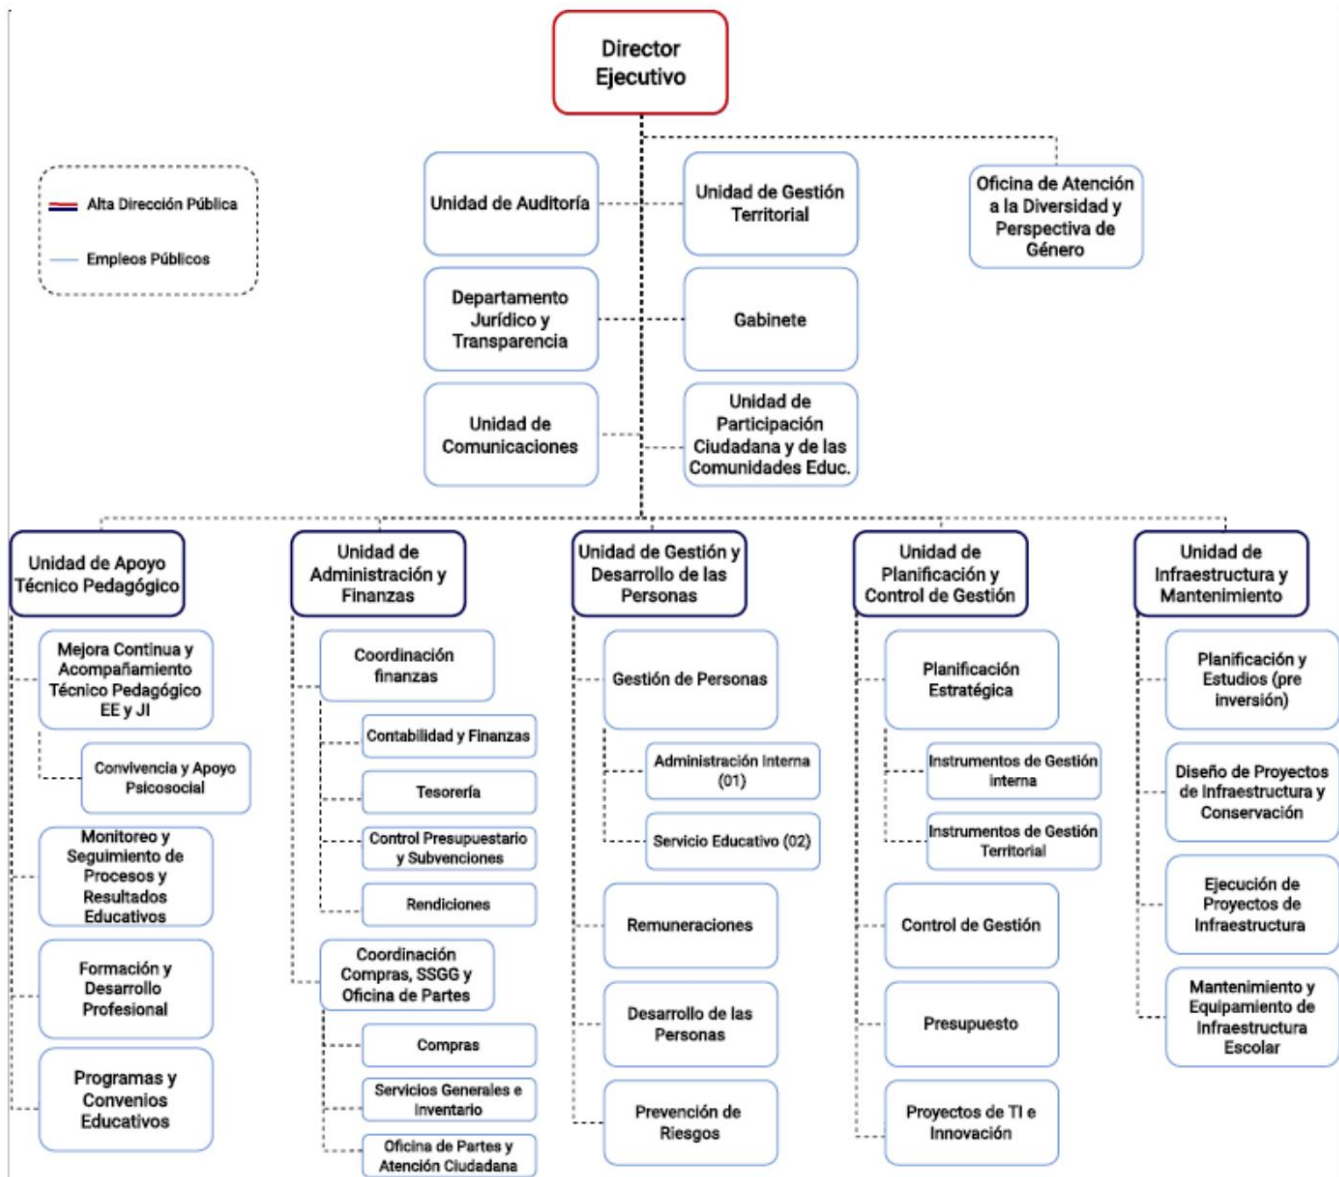 Director
Ejecutivo
Alta Dirección Pública
Empleos Públicos
Unidad de Auditoría
Unidad de Gestión
Territorial
Oficina de Atención
a la Diversidad y
Perspectiva de
Género
Departamento
Jurídico y
Transparencia
Gabinete
Unidad de
Comunicaciones
Unidad de
Participación
Ciudadana y de las
Comunidades Educ.
Unidad de Apoyo
Técnico Pedagógico
Mejora Continua y
Acompañamiento
Técnico Pedagógico
EE y JI
Convivencia y Apoyo
Psicosocial
Monitoreo y
Seguimiento de
Procesos y
Resultados
Educativos
Formación y
Desarrollo
Profesional
Programas y
Convenios
Educativos
Unidad de
Administración y
Finanzas
Coordinación
finanzas
Contabilidad y Finanzas
Tesorería
Control Presupuestario
y Subvenciones
Rendiciones
Coordinación
Compras, SSGG y
Oficina de Partes
Compras
Servicios Generales e
Inventario
Oficina de Partes y
Atención Ciudadana
Unidad de Gestión y
Desarrollo de las
Personas
Gestión de Personas
Administración Interna
(01)
Servicio Educativo (02)
Remuneraciones
Desarrollo de las
Personas
Prevención de
Riesgos
Unidad de
Planificación y
Control de Gestión
Planificación
Estratégica
Instrumentos de Gestión
interna
Instrumentos de Gestión
Territorial
Control de Gestión
Presupuesto
Proyectos de TI e
Innovación
Unidad de
Infraestructura y
Mantenimiento
Planificación y
Estudios (pre
inversión)
Diseño de Proyectos
de Infraestructura y
Conservación
Ejecución de
Proyectos de
Infraestructura
Mantenimiento y
Equipamiento de
Infraestructura
Escolar